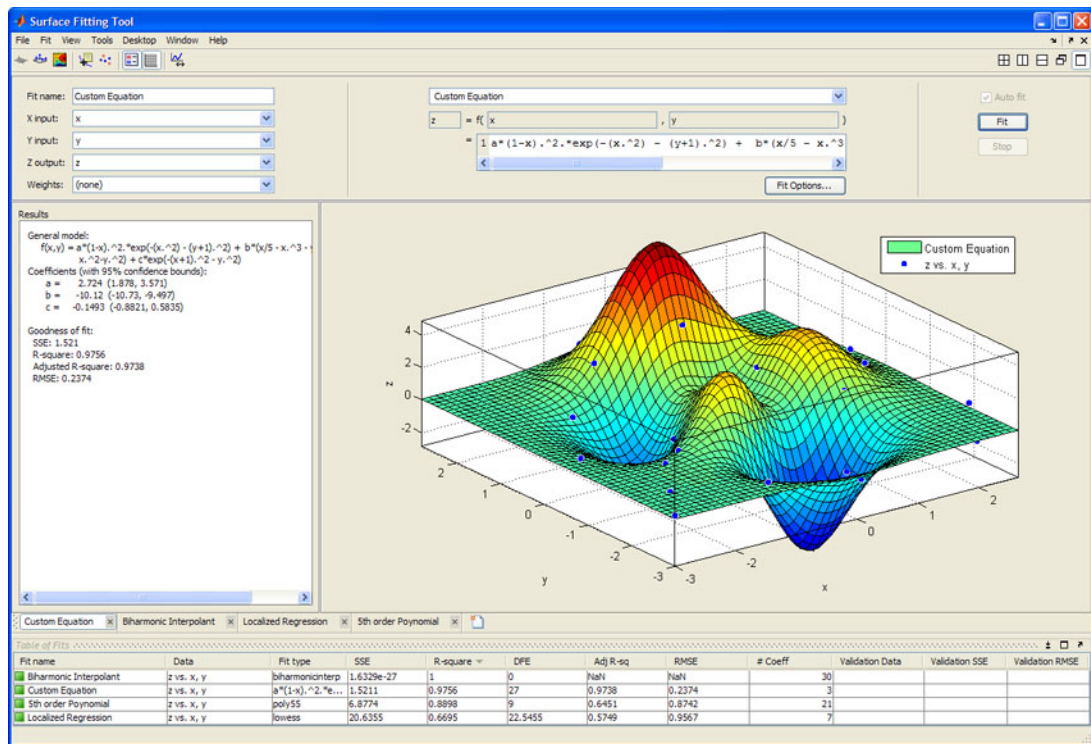 Surface Fitting Tool
File Fit View Tools Desktop Window Help
Fit name: Custom Equation
X input: x
Y input: y
Z output: z
Weights: (none)
Custom Equation
z = f( x , y )
= 1 a*(1-x).^2.*exp(-(x.^2) - (y+1).^2) + b*(x/5 - x.^3
Fit Options...
Auto fit
Fit
Stop
Results
General model:
f(x,y) = a*(1-x).^2.*exp(-(x.^2) - (y+1).^2) + b*(x/5 - x.^3 -
x.^2-y.^2) + c*exp(-(x+1).^2 - y.^2)
Coefficients (with 95% confidence bounds):
a = 2.724 (1.878, 3.571)
b = -10.12 (-10.73, -9.497)
c = -0.1493 (-0.8821, 0.5835)
Goodness of fit:
SSE: 1.521
R-square: 0.9756
Adjusted R-square: 0.9738
RMSE: 0.2374
Custom Equation
z vs. x, y
4
2
0
-2
z
2
1
0
-1
-2
-3
y
-3
-2
0
1
2
x
Custom Equation Biharmonic Interpolant Localized Regression 5th order Poynomial
Table of Fits
Fit name Data Fit type SSE R-square DFE Adj R-sq RMSE # Coeff Validation Data Validation SSE Validation RMSE
Biharmonic Interpolant z vs. x, y biharmonicinterp 1.6329e-27 1 0 NaN NaN 30
Custom Equation z vs. x, y a*(1-x).^2.*e... 1.5211 0.9756 27 0.9738 0.2374 3
5th order Poynomial z vs. x, y poly55 6.8774 0.8898 9 0.6451 0.8742 21
Localized Regression z vs. x, y lowess 20.6355 0.6695 22.5455 0.5749 0.9567 7